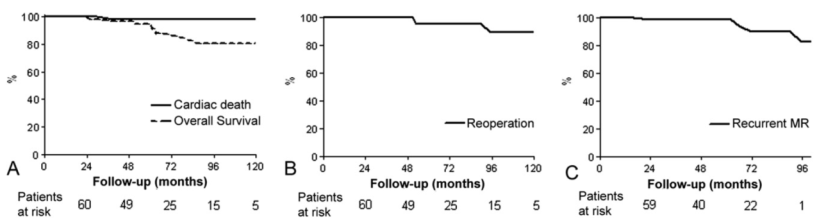 100
80
60
40
20
0
%
Cardiac death
Overall Survival
0 24 48 72 96 120
A
Follow-up (months)
Patients at risk 60 49 25 15 5
100
80
60
40
20
0
%
Reoperation
0 24 48 72 96 120
B
Follow-up (months)
Patients at risk 60 49 25 15 5
100
80
60
40
20
0
%
Recurrent MR
0 24 48 72 96
C
Follow-up (months)
Patients at risk 59 40 22 1